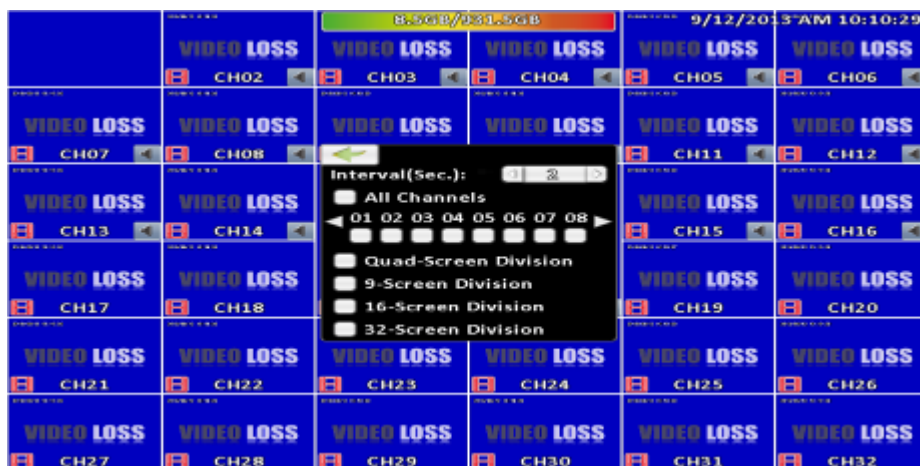 8.5GB/931.5GB
9/12/2013 AM 10:10:29
VIDEO LOSS VIDEO LOSS VIDEO LOSS VIDEO LOSS VIDEO LOSS
CH02 CH03 CH04 CH05 CH06
VIDEO LOSS VIDEO LOSS VIDEO LOSS VIDEO LOSS VIDEO LOSS VIDEO LOSS
CH07 CH08 CH11 CH12
Interval(Sec.): 2
All Channels
01 02 03 04 05 06 07 08
Quad-Screen Division
9-Screen Division
16-Screen Division
32-Screen Division
VIDEO LOSS VIDEO LOSS VIDEO LOSS VIDEO LOSS
CH13 CH14 CH15 CH16
VIDEO LOSS VIDEO LOSS VIDEO LOSS VIDEO LOSS
CH17 CH18 CH19 CH20
VIDEO LOSS VIDEO LOSS VIDEO LOSS VIDEO LOSS VIDEO LOSS VIDEO LOSS
CH21 CH22 CH23 CH24 CH25 CH26
VIDEO LOSS VIDEO LOSS VIDEO LOSS VIDEO LOSS VIDEO LOSS VIDEO LOSS
CH27 CH28 CH29 CH30 CH31 CH32